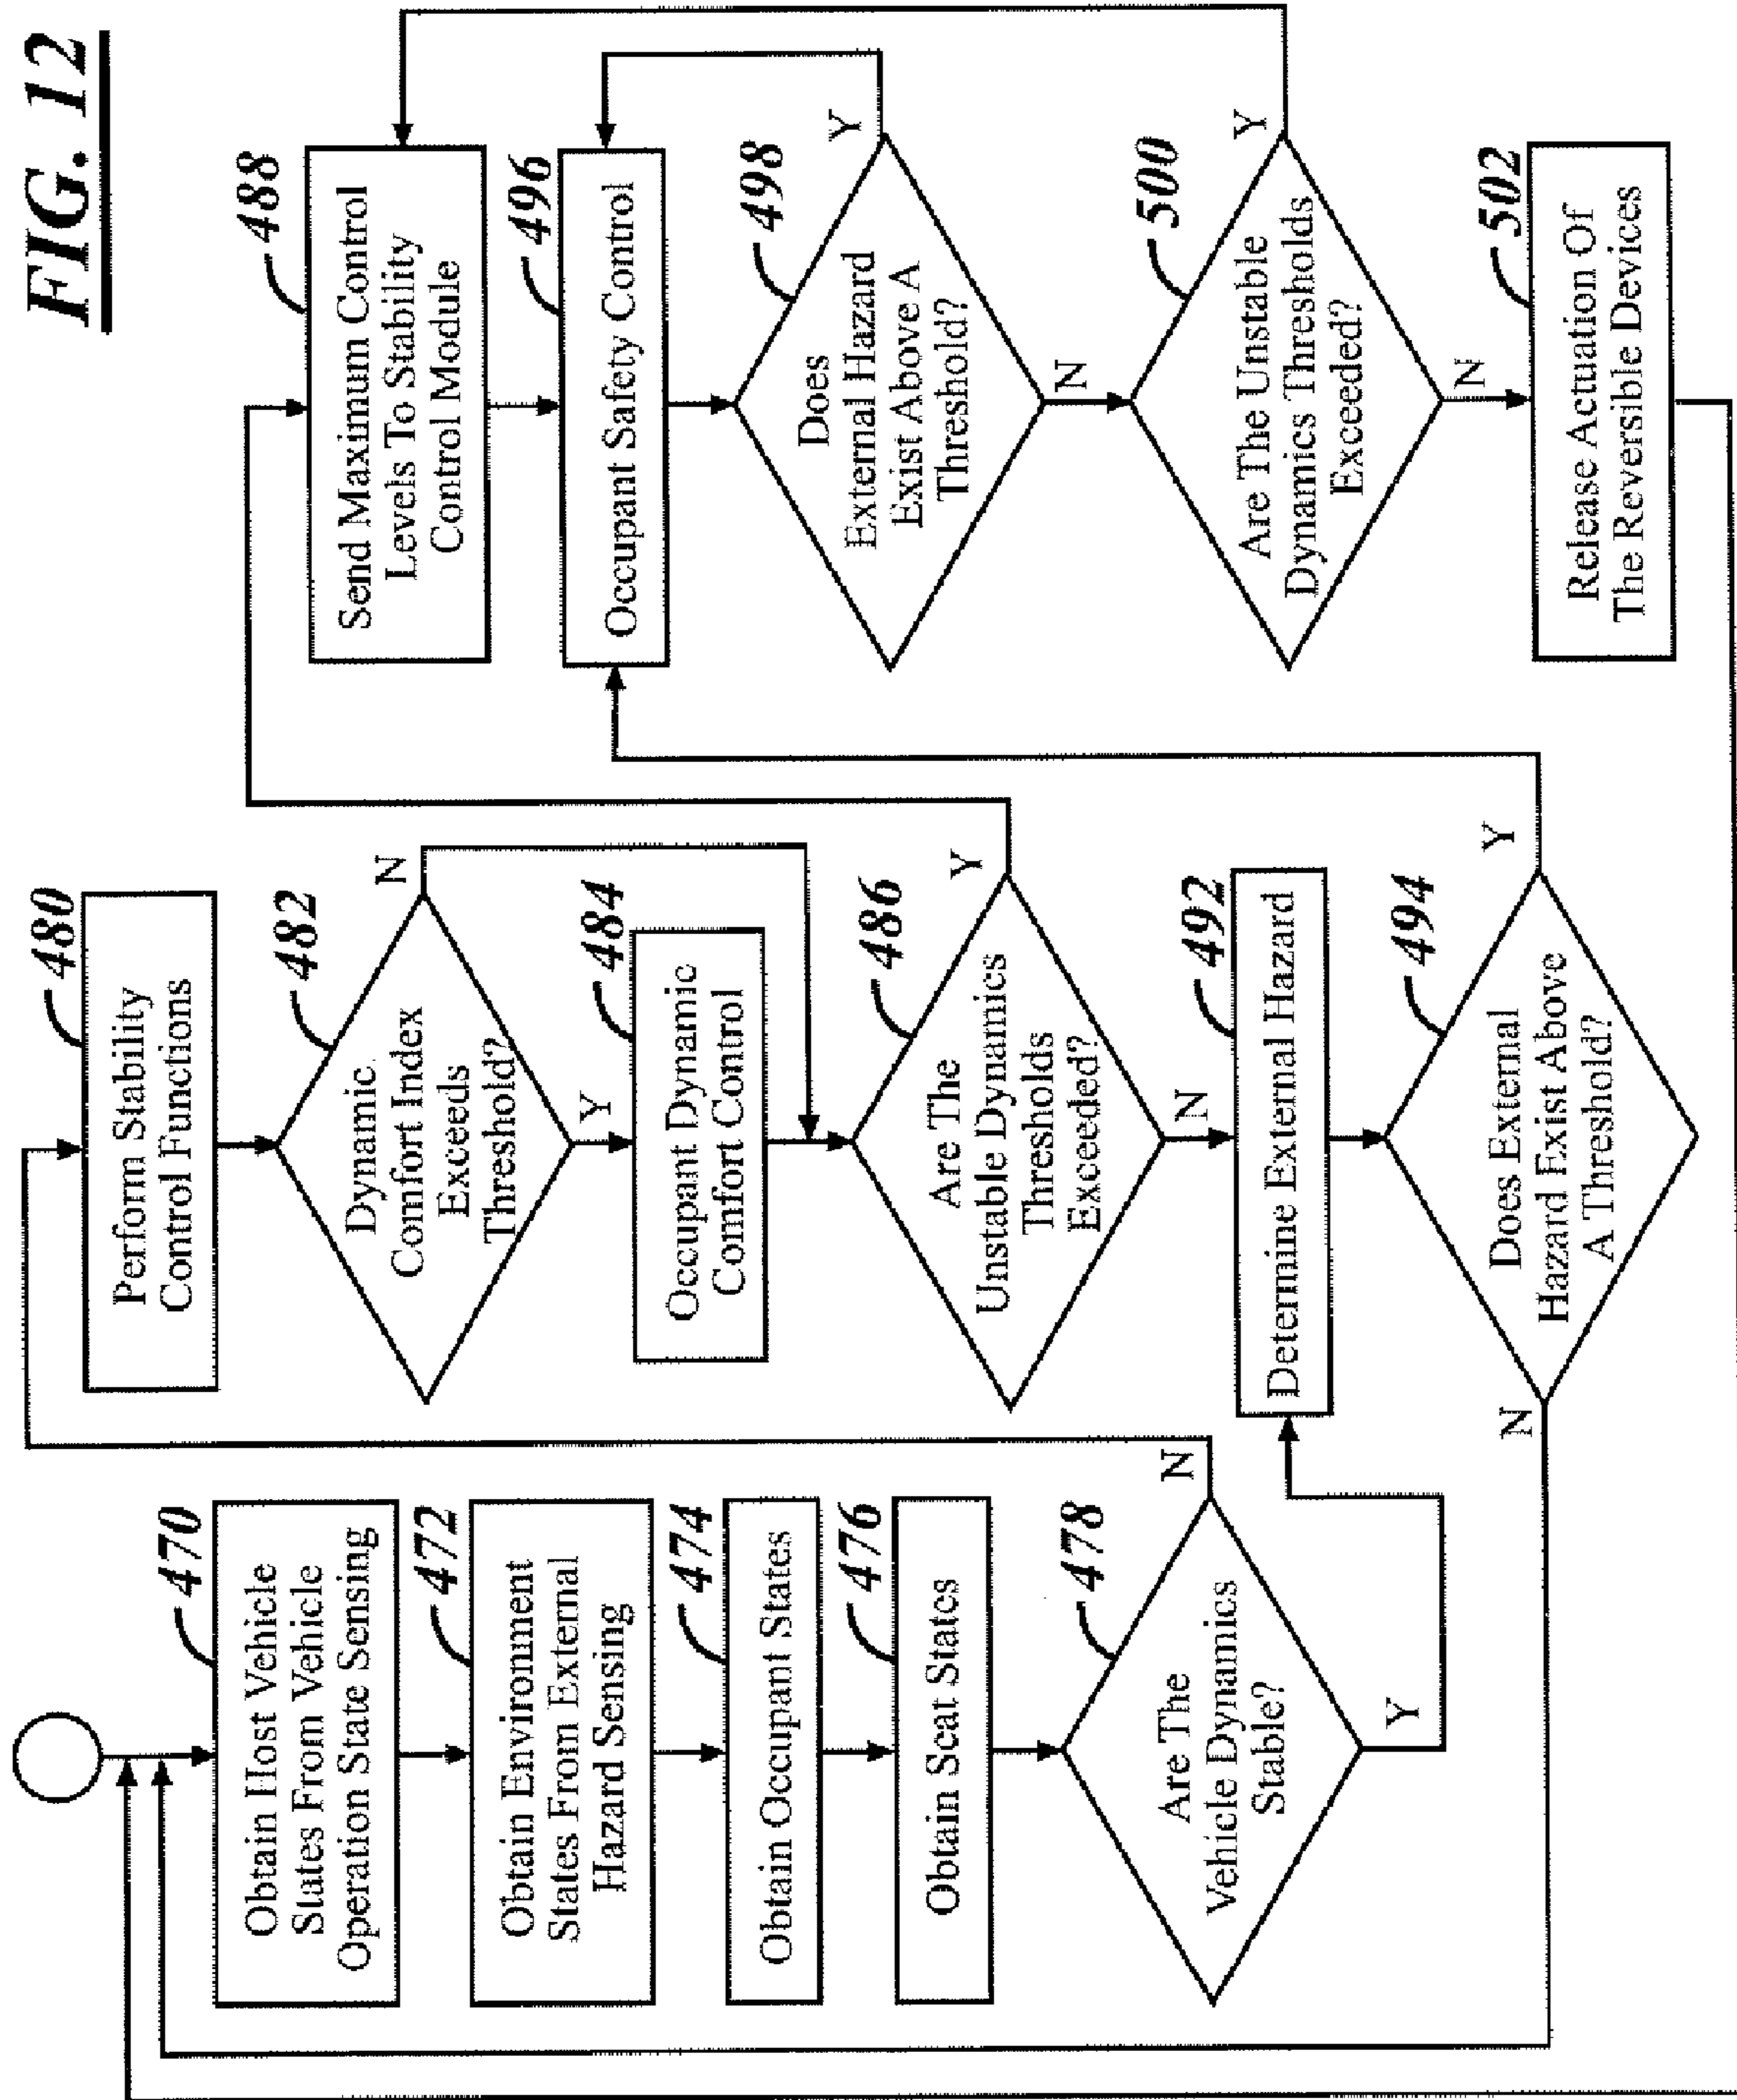 FIG. 12
470
Obtain Host Vehicle
States From Vehicle
Operation State Sensing
472
Obtain Environment
States From External
Hazard Sensing
474
Obtain Occupant States
476
Obtain Seat States
478
Are The
Vehicle Dynamics
Stable?
N
Y
480
Perform Stability
Control Functions
482
Dynamic
Comfort Index
Exceeds
Threshold?
N
Y
484
Occupant Dynamic
Comfort Control
486
Are The
Unstable Dynamics
Thresholds
Exceeded?
Y
N
492
Determine External Hazard
494
Does External
Hazard Exist Above
A Threshold?
N
Y
488
Send Maximum Control
Levels To Stability
Control Module
496
Occupant Safety Control
498
Does
External Hazard
Exist Above A
Threshold?
Y
N
500
Are The Unstable
Dynamics Thresholds
Exceeded?
Y
N
502
Release Actuation Of
The Reversible Devices